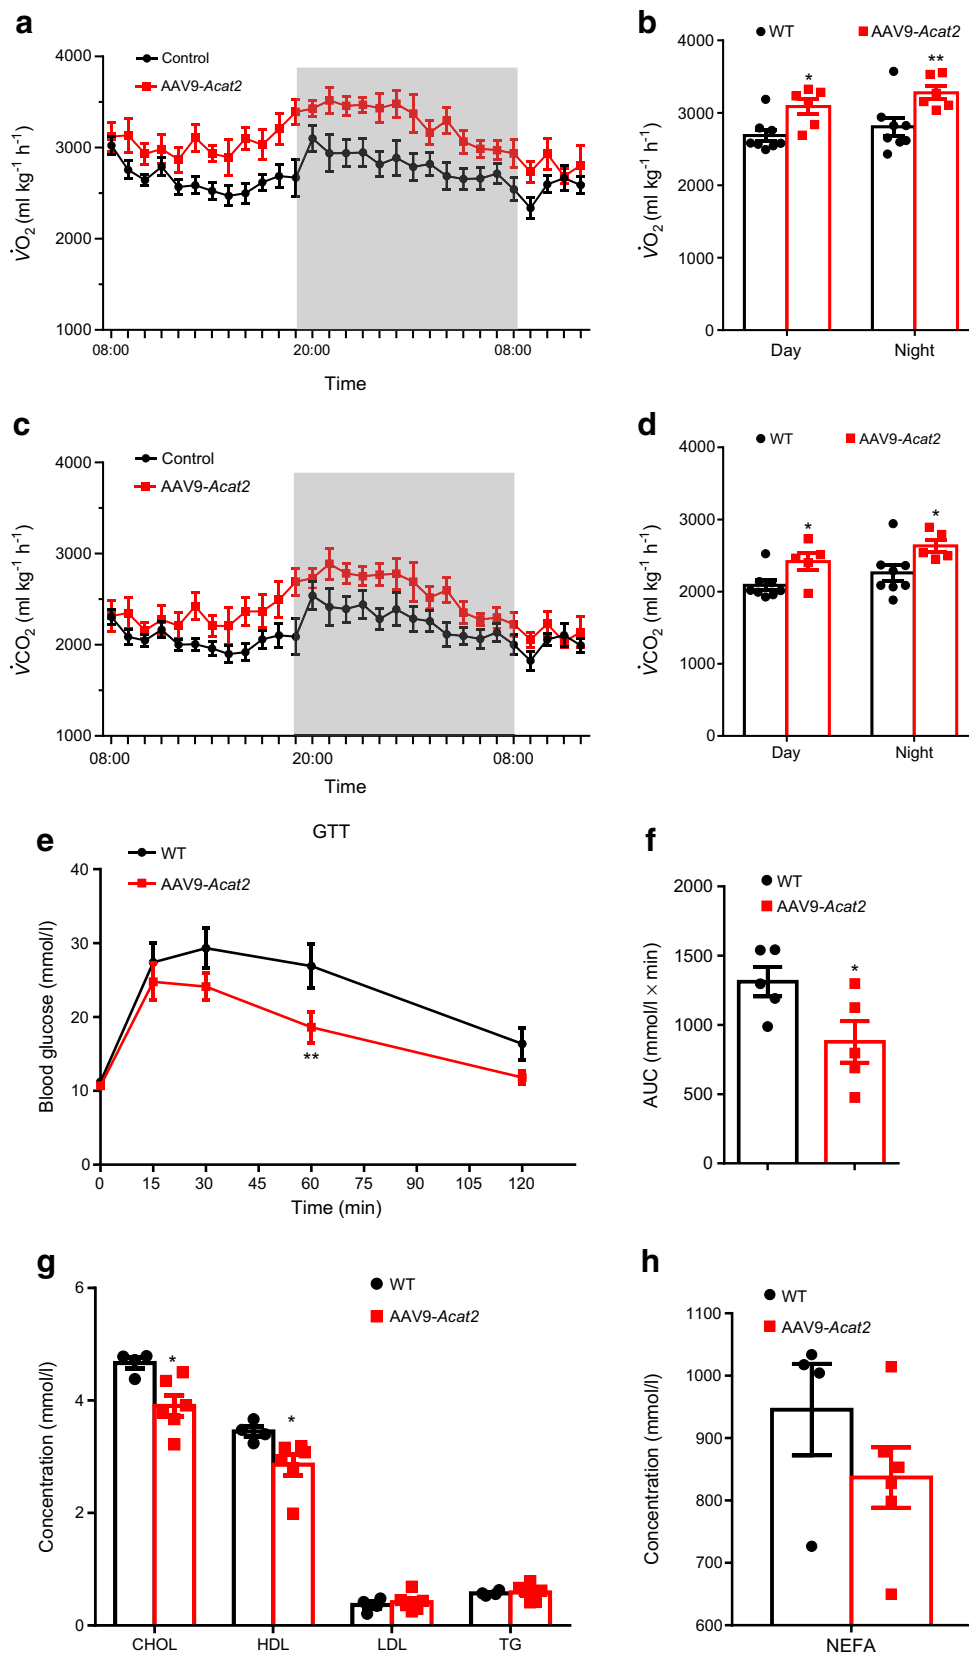 a
Control
AAV9-Acat2
4000
3000
2000
1000
V̇O₂ (ml kg⁻¹ h⁻¹)
08:00
20:00
08:00
Time
b
WT
AAV9-Acat2
4000
3000
2000
1000
0
V̇O₂ (ml kg⁻¹ h⁻¹)
*
**
Day
Night
c
Control
AAV9-Acat2
4000
3000
2000
1000
V̇CO₂ (ml kg⁻¹ h⁻¹)
08:00
20:00
08:00
Time
d
WT
AAV9-Acat2
4000
3000
2000
1000
0
V̇CO₂ (ml kg⁻¹ h⁻¹)
*
*
Day
Night
e
GTT
WT
AAV9-Acat2
40
30
20
10
0
Blood glucose (mmol/l)
**
0 15 30 45 60 75 90 105 120
Time (min)
f
WT
AAV9-Acat2
2000
1500
1000
500
0
AUC (mmol/l × min)
*
g
WT
AAV9-Acat2
6
4
2
0
Concentration (mmol/l)
*
*
CHOL
HDL
LDL
TG
h
WT
AAV9-Acat2
1100
1000
900
800
700
600
Concentration (mmol/l)
NEFA